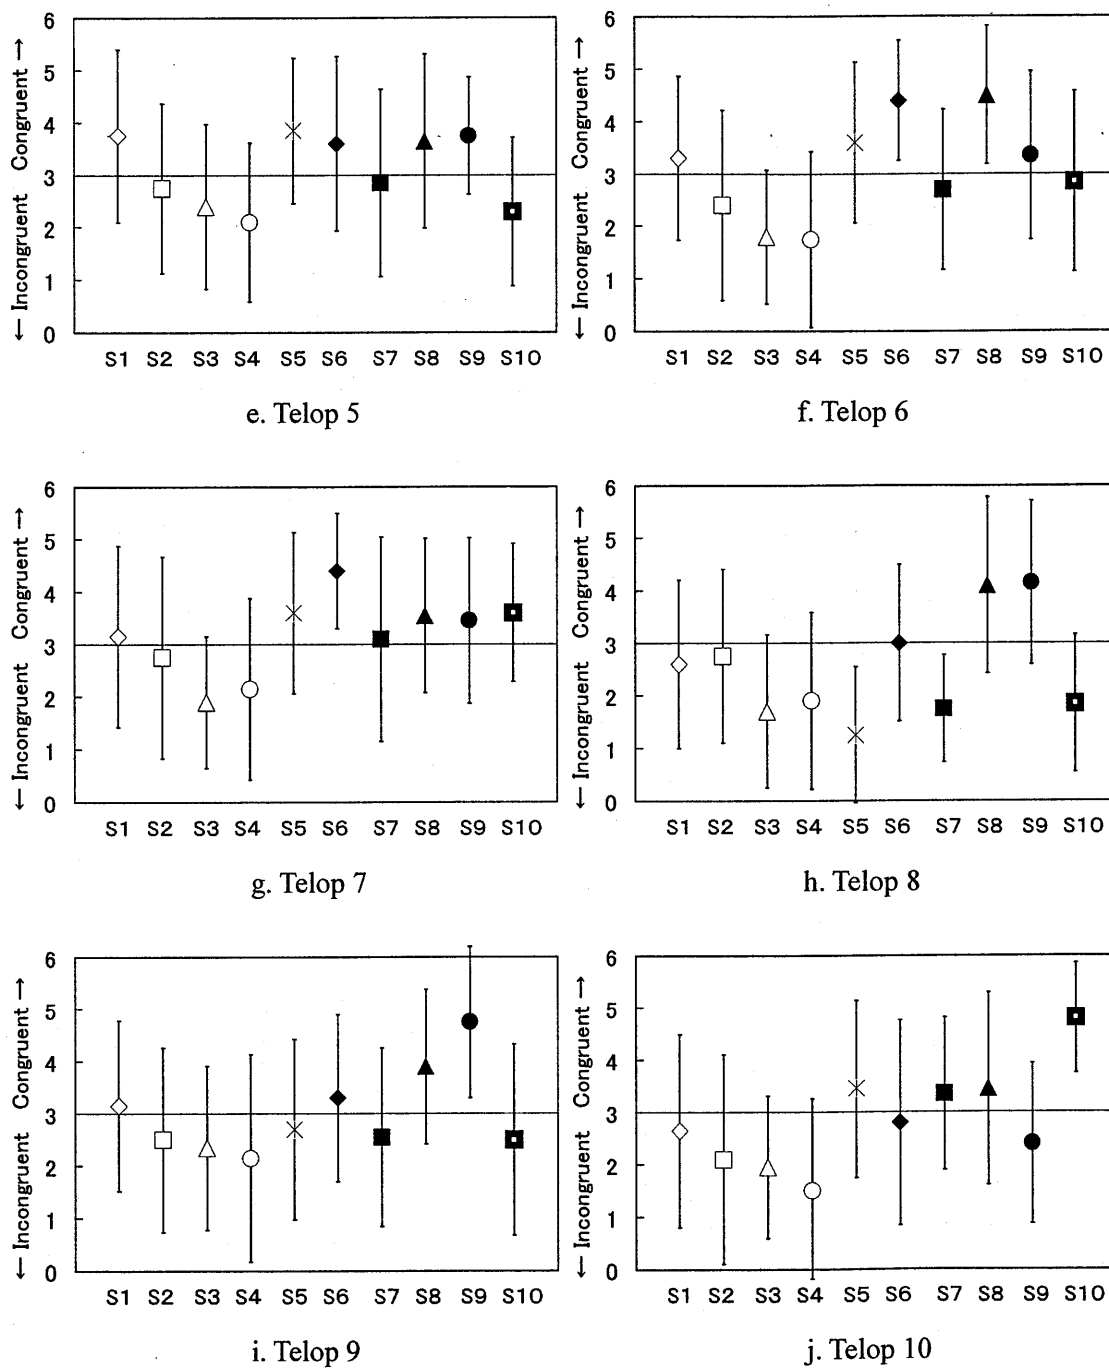 6 5 4 3 2 1 0
← Incongruent Congruent →
S1 S2 S3 S4 S5 S6 S7 S8 S9 S10
e. Telop 5
6 5 4 3 2 1 0
← Incongruent Congruent →
S1 S2 S3 S4 S5 S6 S7 S8 S9 S10
f. Telop 6
6 5 4 3 2 1 0
← Incongruent Congruent →
S1 S2 S3 S4 S5 S6 S7 S8 S9 S10
g. Telop 7
6 5 4 3 2 1 0
← Incongruent Congruent →
S1 S2 S3 S4 S5 S6 S7 S8 S9 S10
h. Telop 8
6 5 4 3 2 1 0
← Incongruent Congruent →
S1 S2 S3 S4 S5 S6 S7 S8 S9 S10
i. Telop 9
6 5 4 3 2 1 0
← Incongruent Congruent →
S1 S2 S3 S4 S5 S6 S7 S8 S9 S10
j. Telop 10